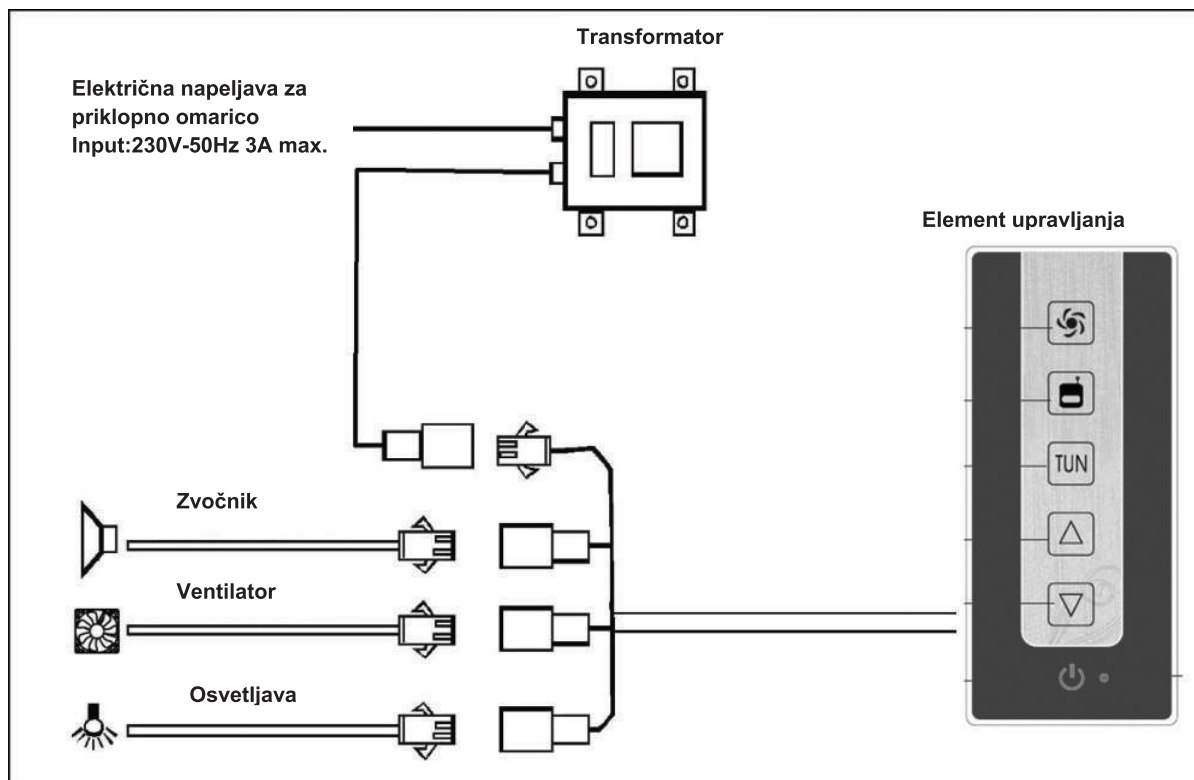 Transformator
Električna napeljava za
priklopno omarico
Input:230V-50Hz 3A max.
Element upravljanja
TUN
Zvočnik
Ventilator
Osvetljava